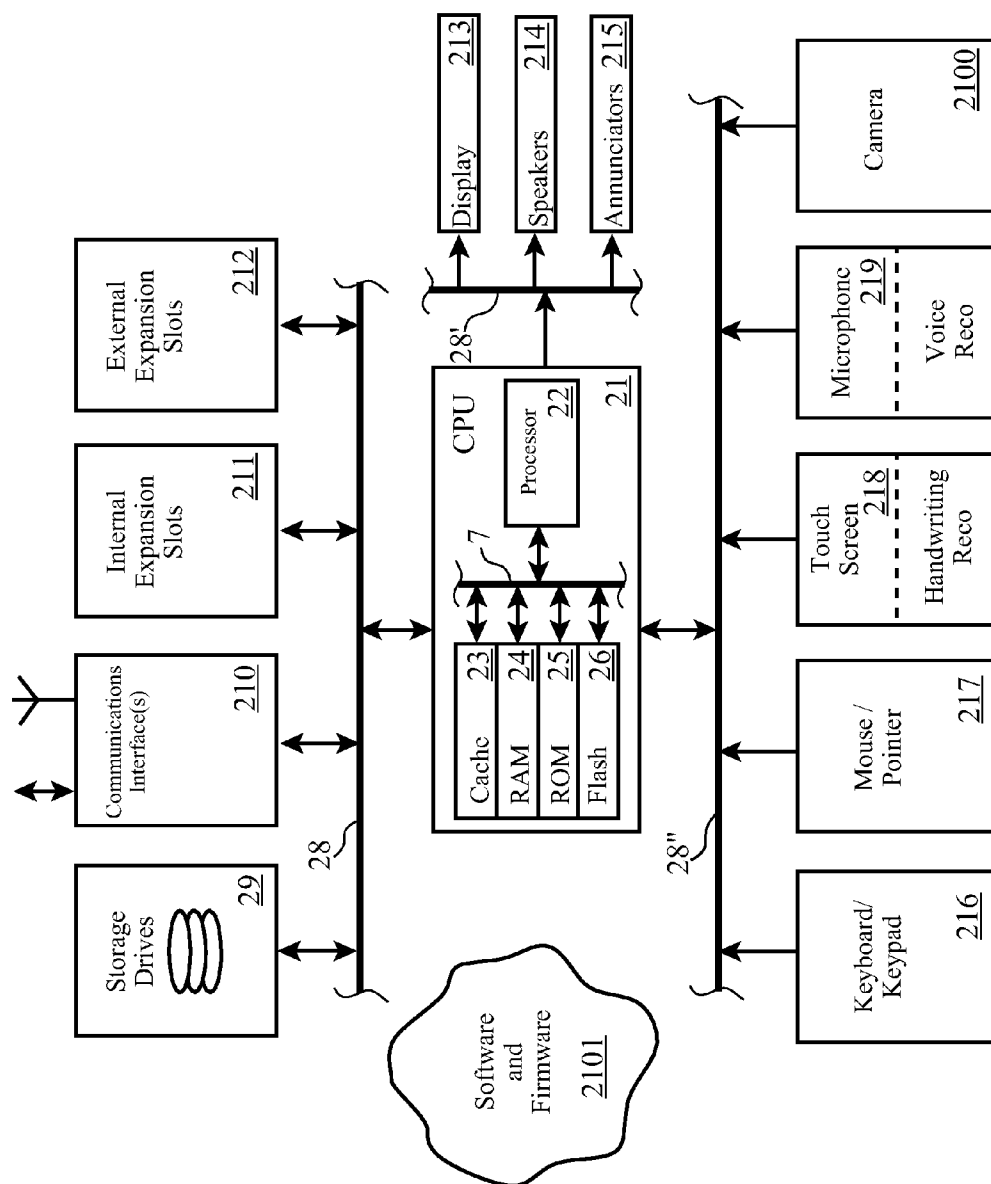 Storage
Drives
29
Communications
Interface(s)
210
Internal
Expansion
Slots
211
External
Expansion
Slots
212
28
Software
and
Firmware
2101
CPU
Cachc 23
RAM 24
ROM 25
Flash 26
7
Processor
22
21
28'
Display 213
Speakers 214
Annunciators 215
28"
Keyboard/
Keypad
216
Mouse /
Pointer
217
Touch
Screen
218
Handwriting
Reco
Microphonc
219
Voice
Reco
Camera
2100